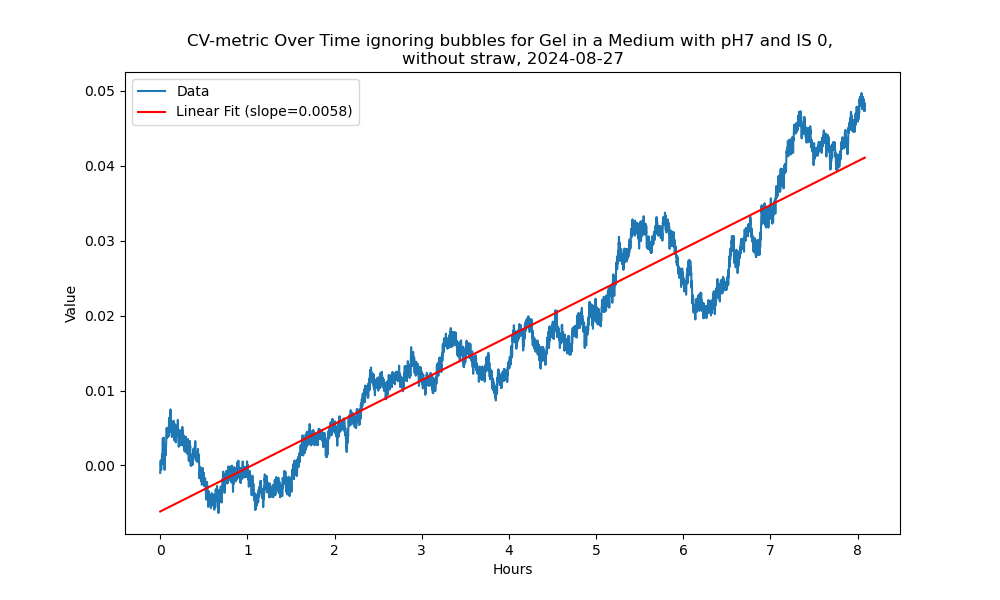 CV-metric Over Time ignoring bubbles for Gel in a Medium with pH7 and IS 0,
without straw, 2024-08-27
Data
Linear Fit (slope=0.0058)
Value
0.05
0.04
0.03
0.02
0.01
0.00
0 1 2 3 4 5 6 7 8
Hours